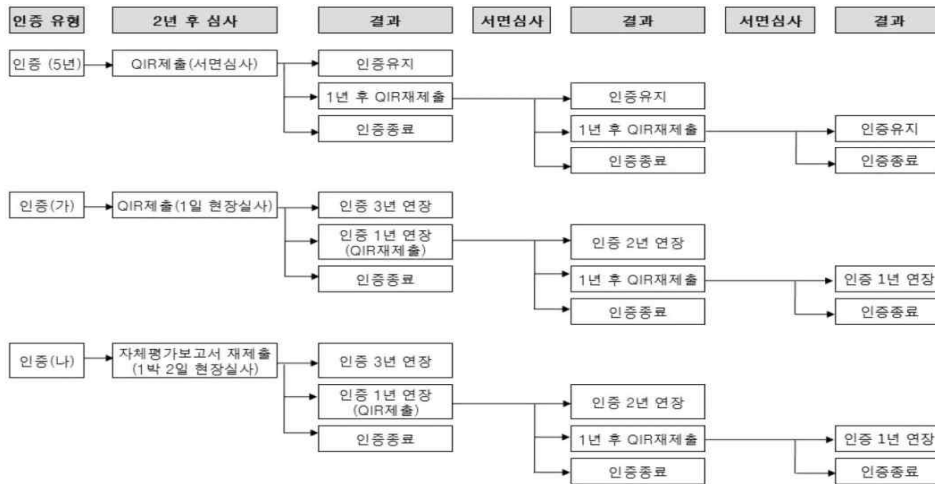 인증 유형 2년 후 심사 결과 서면심사 결과 서면심사 결과
인증 (5년) QIR제출(서면심사) 인증유지
1년 후 QIR재제출 인증유지
인증종료 1년 후 QIR재제출 인증유지
인증종료 인증종료
인증(가) QIR제출(1일 현장실사) 인증 3년 연장
인증 1년 연장 인증 2년 연장
(QIR재제출)
인증종료 1년 후 QIR재제출 인증 1년 연장
인증종료 인증종료
인증(나) 자체평가보고서 재제출 인증 3년 연장
(1박 2일 현장실사)
인증 1년 연장 인증 2년 연장
(QIR제출)
인증종료 1년 후 QIR재제출 인증 1년 연장
인증종료 인증종료